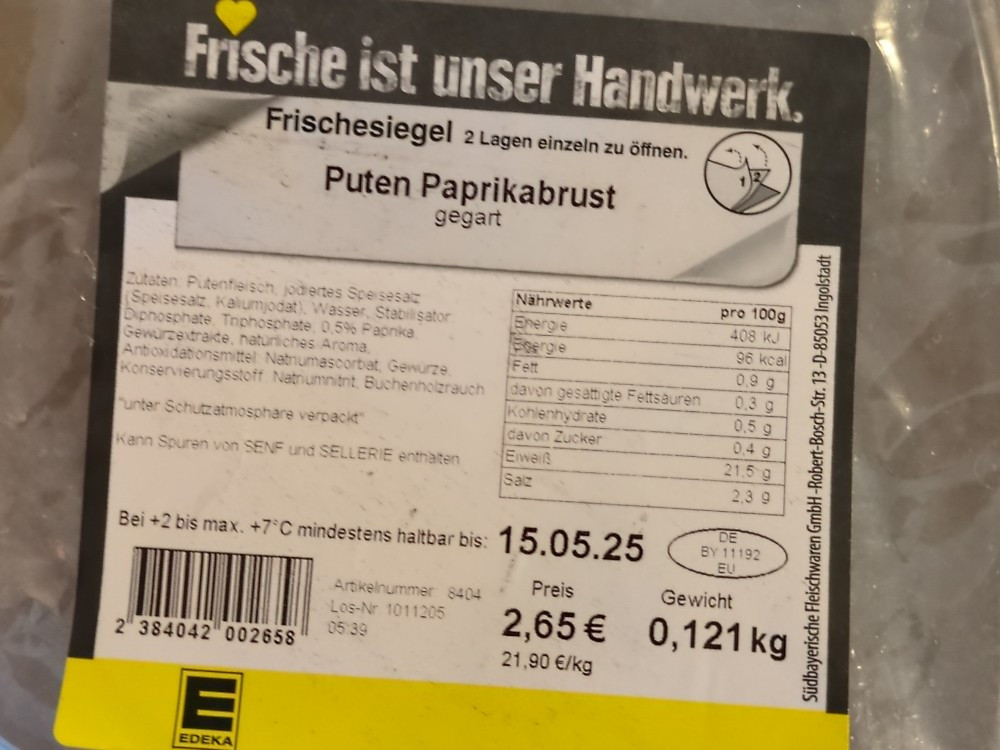 Frische ist unser Handwerk.
Frischesiegel 2 Lagen einzeln zu öffnen.
1 2
Puten Paprikabrust
gegart
Zutaten: Putenfleisch, jodiertes Speisesalz
(Speisesalz, Kaliumjodat), Wasser, Stabilisator
Diphosphate, Triphosphate, 0,5% Paprika
Gewürzextrakte, natürliches Aroma,
Antioxidationsmittel: Natriumascorbat, Gewürze,
Konservierungsstoff: Natriumnitrit, Buchenholzrauch
"unter Schutzatmosphäre verpackt"
Kann Spuren von SENF und SELLERIE enthalten
Nährwerte pro 100g
Energie 408 kJ
Energie 96 kcal
Fett 0,9 g
davon gesättigte Fettsäuren 0,3 g
Kohlenhydrate 0,5 g
davon Zucker 0,4 g
Eiweiß 21,5 g
Salz 2,3 g
Bei +2 bis max. +7°C mindestens haltbar bis: 15.05.25
DE
BY 11192
EU
Artikelnummer 8404
Los-Nr. 1011205
05:39
Preis
2,65 €
21,90 €/kg
Gewicht
0,121 kg
2 384042 002658
EDEKA
Südbayerische Fleischwaren GmbH - Robert-Bosch-Str. 13 - D-85053 Ingolstadt